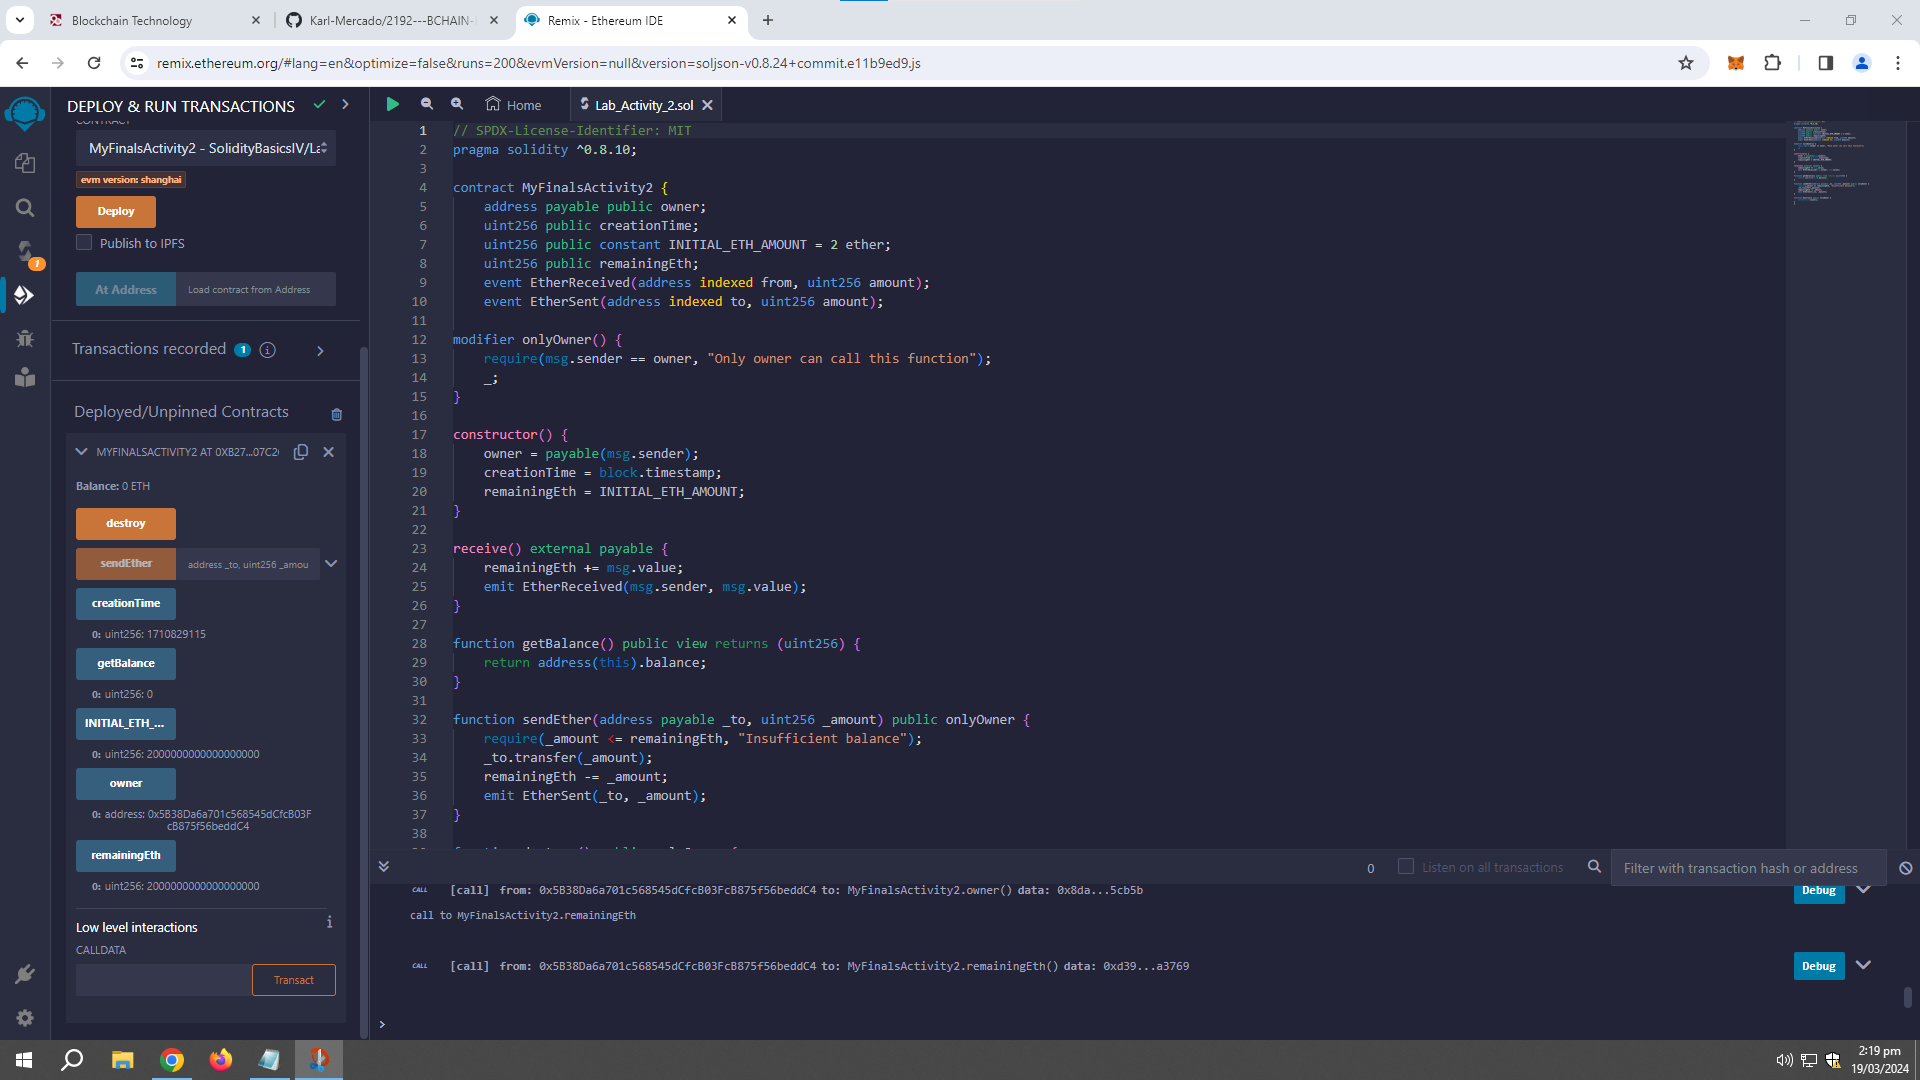 Blockchain Technology
Karl-Mercado/2192---BCHAIN-
Remix - Ethereum IDE
remix.ethereum.org/#lang=en&optimize=false&runs=200&evmVersion=null&version=soljson-v0.8.24+commit.e11b9ed9.js
DEPLOY & RUN TRANSACTIONS
CONTRACT
MyFinalsActivity2 - SolidityBasicsIV/La
evm version: shanghai
Deploy
Publish to IPFS
At Address
Load contract from Address
Transactions recorded 1 i
Deployed/Unpinned Contracts
MYFINALSACTIVITY2 AT 0XB27...07C2
Balance: 0 ETH
destroy
sendEther
address _to, uint256 _amou
creationTime
0: uint256: 1710829115
getBalance
0: uint256: 0
INITIAL_ETH_...
0: uint256: 2000000000000000000
owner
0: address: 0x5B38Da6a701c568545dCfcB03F
cB875f56beddC4
remainingEth
0: uint256: 2000000000000000000
Low level interactions
i
CALLDATA
Transact
1
Home
Lab_Activity_2.sol
1 // SPDX-License-Identifier: MIT
2 pragma solidity ^0.8.10;
3
4 contract MyFinalsActivity2 {
5 address payable public owner;
6 uint256 public creationTime;
7 uint256 public constant INITIAL_ETH_AMOUNT = 2 ether;
8 uint256 public remainingEth;
9 event EtherReceived(address indexed from, uint256 amount);
10 event EtherSent(address indexed to, uint256 amount);
11
12 modifier onlyOwner() {
13 require(msg.sender == owner, "Only owner can call this function");
14 _;
15 }
16
17 constructor() {
18 owner = payable(msg.sender);
19 creationTime = block.timestamp;
20 remainingEth = INITIAL_ETH_AMOUNT;
21 }
22
23 receive() external payable {
24 remainingEth += msg.value;
25 emit EtherReceived(msg.sender, msg.value);
26 }
27
28 function getBalance() public view returns (uint256) {
29 return address(this).balance;
30 }
31
32 function sendEther(address payable _to, uint256 _amount) public onlyOwner {
33 require(_amount <= remainingEth, "Insufficient balance");
34 _to.transfer(_amount);
35 remainingEth -= _amount;
36 emit EtherSent(_to, _amount);
37 }
38
0
Listen on all transactions
Filter with transaction hash or address
CALL [call] from: 0x5B38Da6a701c568545dCfcB03FcB875f56beddC4 to: MyFinalsActivity2.owner() data: 0x8da...5cb5b
Debug
call to MyFinalsActivity2.remainingEth
CALL [call] from: 0x5B38Da6a701c568545dCfcB03FcB875f56beddC4 to: MyFinalsActivity2.remainingEth() data: 0xd39...a3769
Debug
>
2:19 pm
19/03/2024